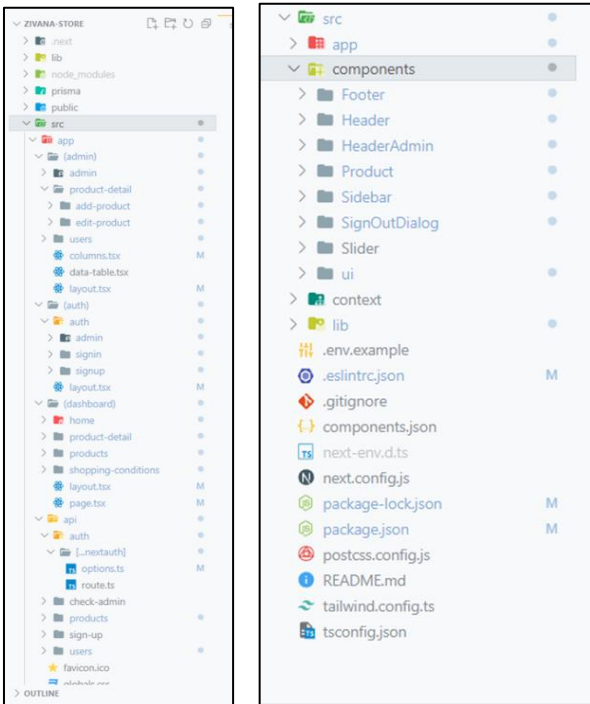 ZIVANA-STORE
.next
lib
node_modules
prisma
public
src
app
(admin)
admin
product-detail
add-product
edit-product
users
columns.tsx M
data-table.tsx
layout.tsx M
(auth)
auth
admin
signin
signup
layout.tsx M
(dashboard)
home
product-detail
products
shopping-conditions
layout.tsx M
page.tsx M
api
auth
[...nextauth]
options.ts M
route.ts
check-admin
products
sign-up
users
favicon.ico
globals.css
OUTLINE
src
app
components
Footer
Header
HeaderAdmin
Product
Sidebar
SignOutDialog
Slider
ui
context
lib
.env.example
.eslintrc.json M
.gitignore
components.json
next-env.d.ts
next.config.js
package-lock.json M
package.json M
postcss.config.js
README.md
tailwind.config.ts
tsconfig.json